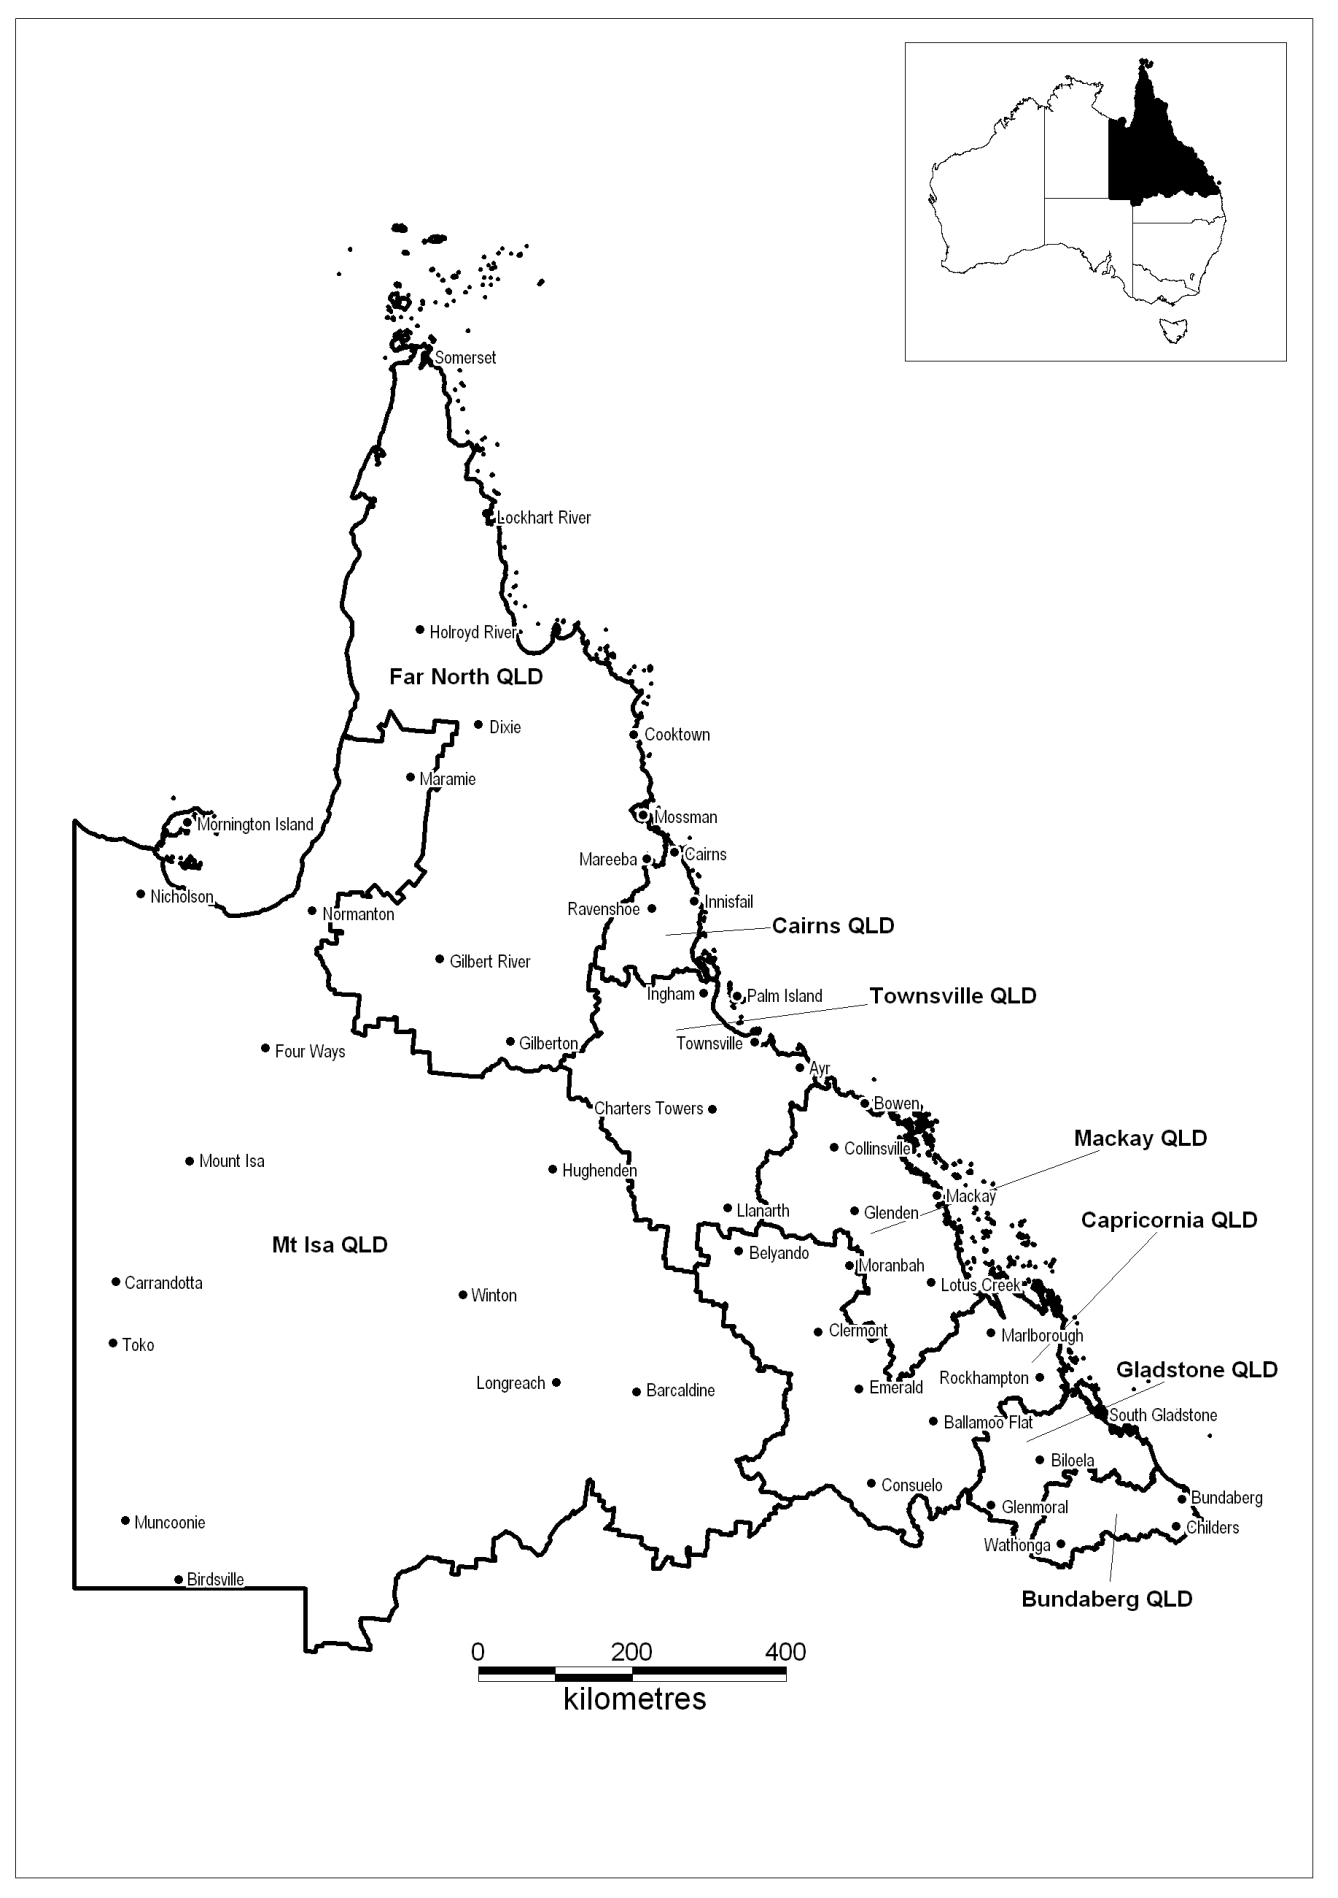 Somerset
Lockhart River
Holroyd River
Far North QLD
Dixie
Cooktown
Maramie
Mossman
Mornington Island
Cairns
Mareeba
Nicholson
Innisfail
Ravenshoe
Normanton
Cairns QLD
Gilbert River
Ingham
Palm Island
Townsville QLD
Gilberton
Townsville
Four Ways
Ayr
Bowen
Charters Towers
Mackay QLD
Collinsville
Mount Isa
Hughenden
Mackay
Llanarth
Glenden
Capricornia QLD
Mt Isa QLD
Belyando
Moranbah
Carrandotta
Lotus Creek
Winton
Clermont
Marlborough
Toko
Gladstone QLD
Rockhampton
Longreach
Barcaldine
Emerald
South Gladstone
Ballamoo Flat
Biloela
Consuelo
Bundaberg
Glenmoral
Muncoonie
Childers
Wathonga
Birdsville
Bundaberg QLD
0 200 400
kilometres